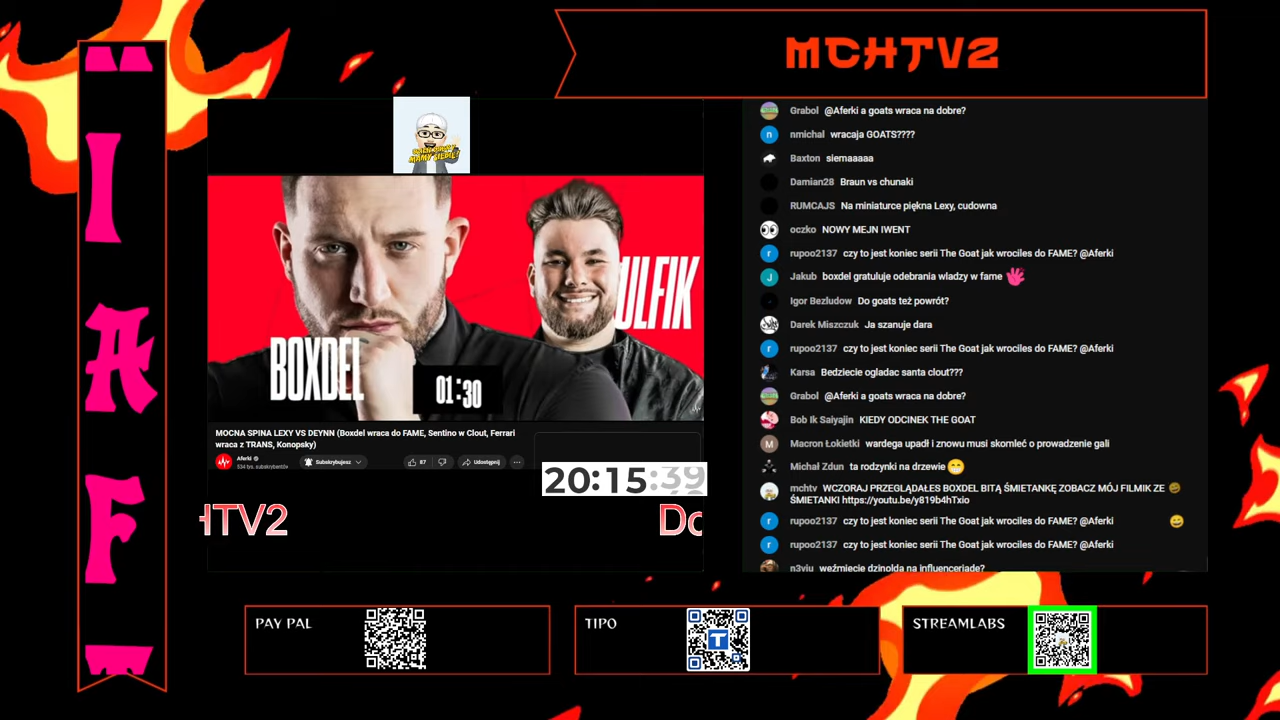 MCHTV2
I
A
F
MAMY CIEBIE!
ULFIK
BOXDEL
01:30
MOCNA SPINA LEXY VS DEYNN (Boxdel wraca do FAME, Sentino w Clout, Ferrari
wraca z TRANS, Konopsky)
Aferki
534 tys. subskrybentów
Subskrybujesz
87
Udostępnij
20:15:39
HTV2
Do
Grabol @Aferki a goats wraca na dobre?
nmichal wracaja GOATS????
Baxton siemaaaaa
Damian28 Braun vs chunaki
RUMCAJS Na miniaturce piękna Lexy, cudowna
oczko NOWY MEJN IWENT
rupoo2137 czy to jest koniec serii The Goat jak wrociles do FAME? @Aferki
Jakub boxdel gratuluje odebrania wladzy w fame
Igor Bezludow Do goats też powrót?
Darek Miszczuk Ja szanuje dara
rupoo2137 czy to jest koniec serii The Goat jak wrociles do FAME? @Aferki
Karsa Bedziecie ogladac santa clout???
Grabol @Aferki a goats wraca na dobre?
Bob Ik Saiyajin KIEDY ODCINEK THE GOAT
Macron Łokietki wardega upadł i znowu musi skomleć o prowadzenie gali
Michał Zdun ta rodzynki na drzewie
mchtv WCZORAJ PRZEGLĄDAŁES BOXDEL BITĄ ŚMIETANKĘ ZOBACZ MÓJ FILMIK ZE
ŚMIETANKI https://youtu.be/y819b4hTxio
rupoo2137 czy to jest koniec serii The Goat jak wrociles do FAME? @Aferki
rupoo2137 czy to jest koniec serii The Goat jak wrociles do FAME? @Aferki
n3viu weźmiecie dzinolda na influenceriade?
PAY PAL
TIPO
T
STREAMLABS